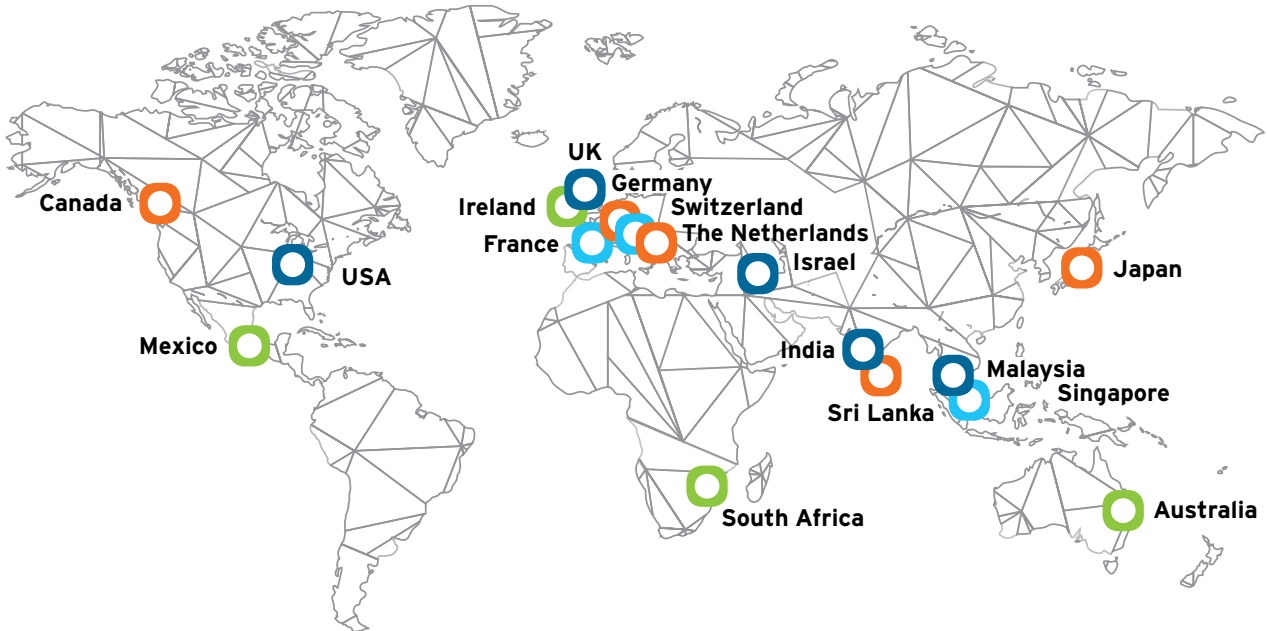 UK
Germany
Canada
Ireland
Switzerland
The Netherlands
France
Israel
USA
Japan
Mexico
India
Malaysia
Singapore
Sri Lanka
South Africa
Australia